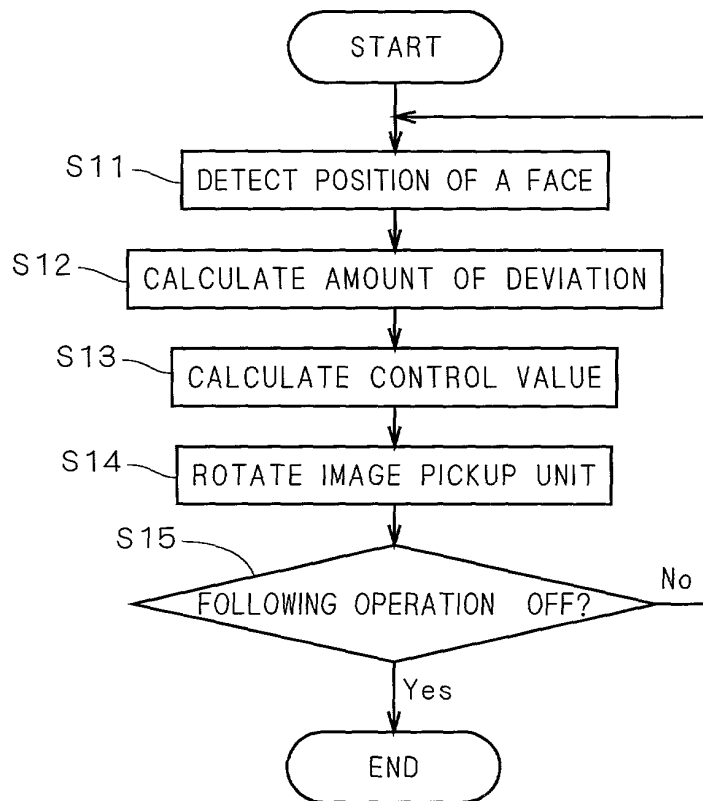 START
S11
DETECT POSITION OF A FACE
S12
CALCULATE AMOUNT OF DEVIATION
S13
CALCULATE CONTROL VALUE
S14
ROTATE IMAGE PICKUP UNIT
S15
FOLLOWING OPERATION OFF?
No
Yes
END